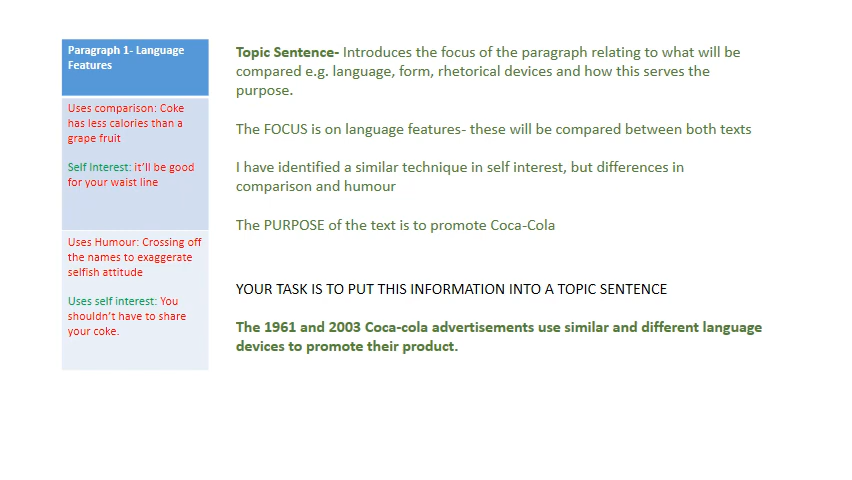 Paragraph 1- Language
Features
Uses comparison: Coke
has less calories than a
grape fruit
Self Interest: it'll be good
for your waist line
Uses Humour: Crossing off
the names to exaggerate
selfish attitude
Uses self interest: You
shouldn't have to share
your coke.
Topic Sentence- Introduces the focus of the paragraph relating to what will be
compared e.g. language, form, rhetorical devices and how this serves the
purpose.
The FOCUS is on language features- these will be compared between both texts
I have identified a similar technique in self interest, but differences in
comparison and humour
The PURPOSE of the text is to promote Coca-Cola
YOUR TASK IS TO PUT THIS INFORMATION INTO A TOPIC SENTENCE
The 1961 and 2003 Coca-cola advertisements use similar and different language
devices to promote their product.